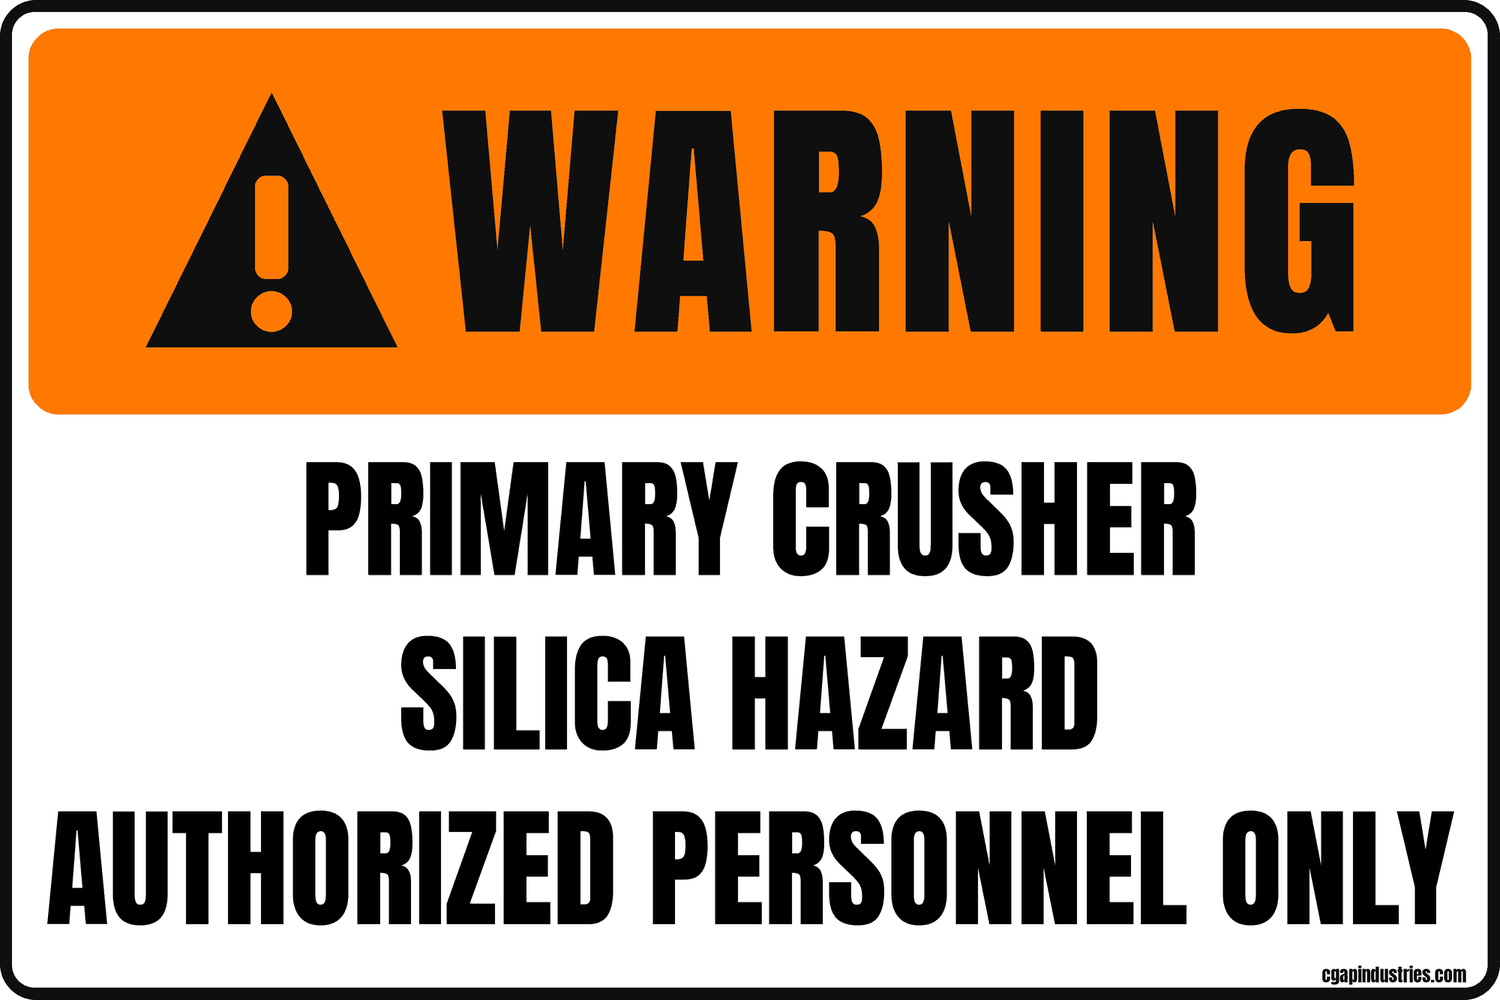 WARNING
PRIMARY CRUSHER
SILICA HAZARD
AUTHORIZED PERSONNEL ONLY
cgapindustries.com